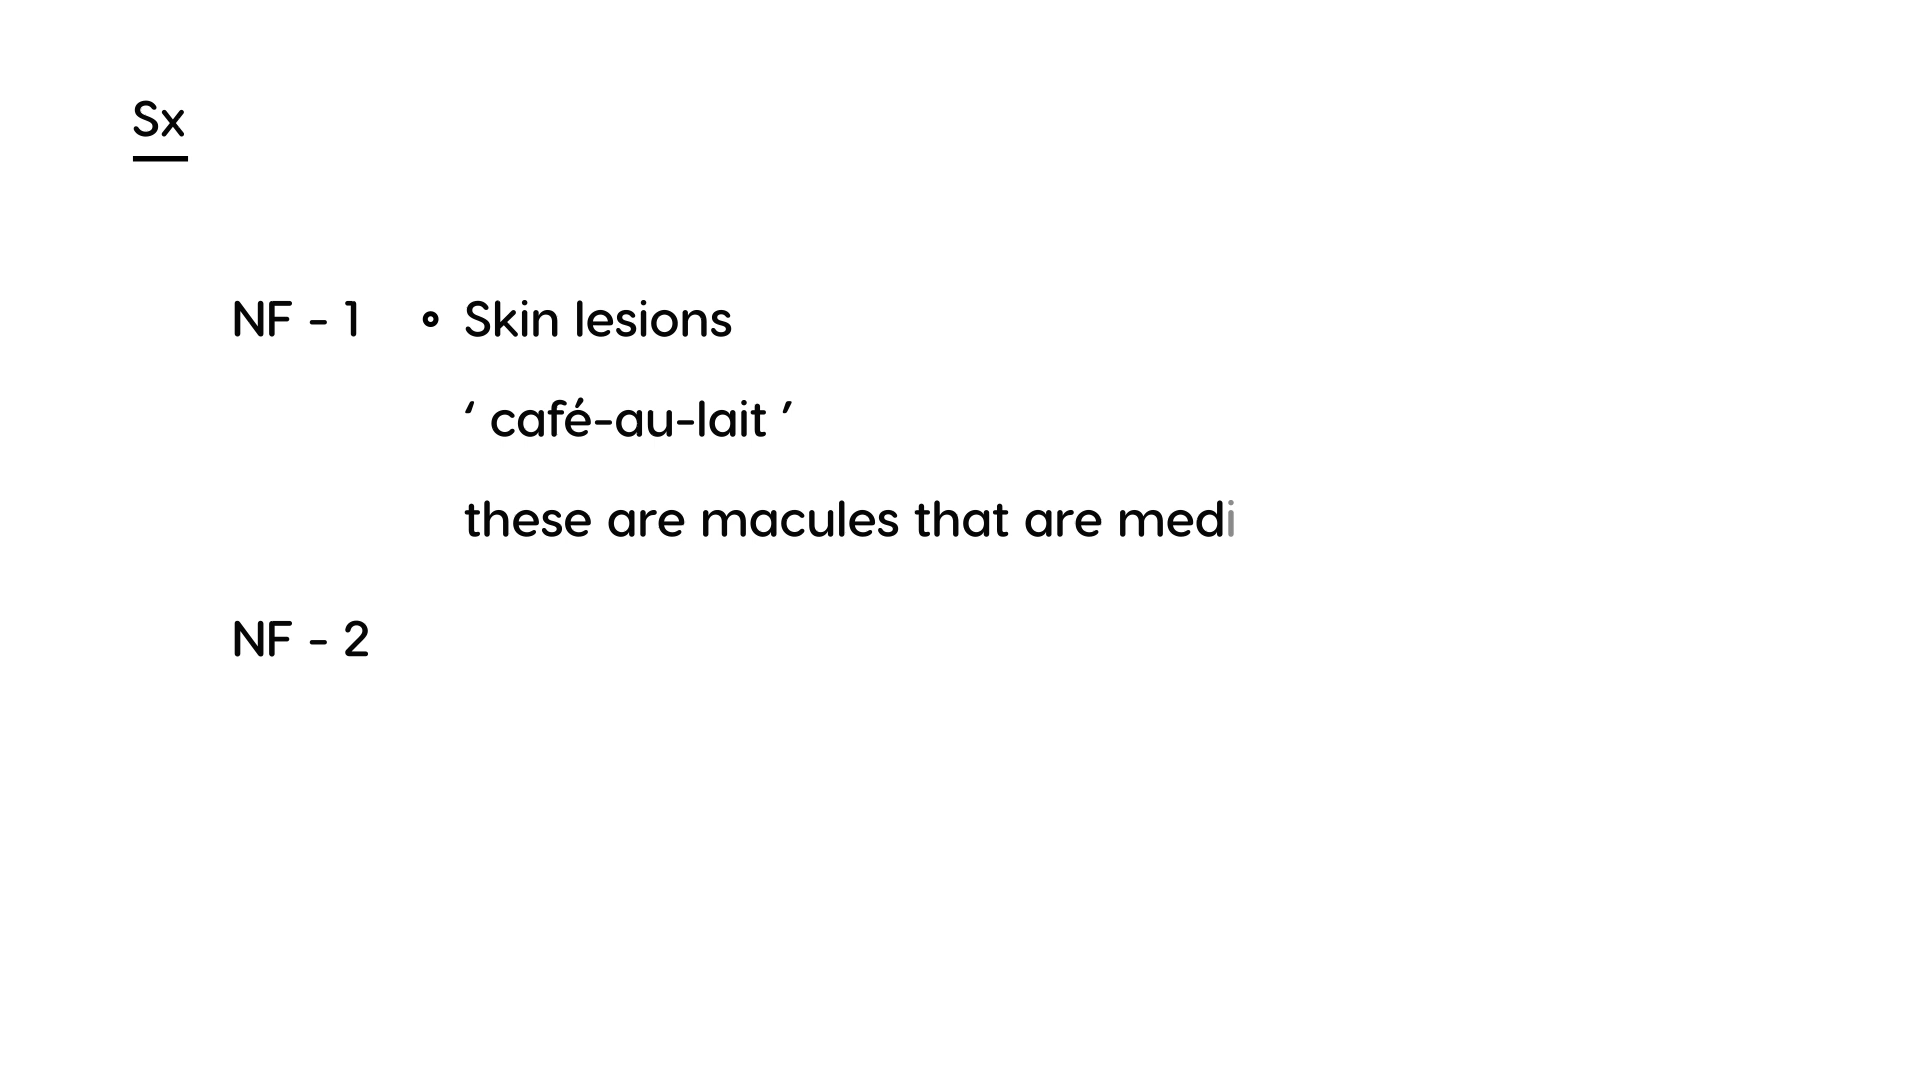 Sx
NF - 1 ∘ Skin lesions
‘ café-au-lait ’
these are macules that are medi
NF - 2